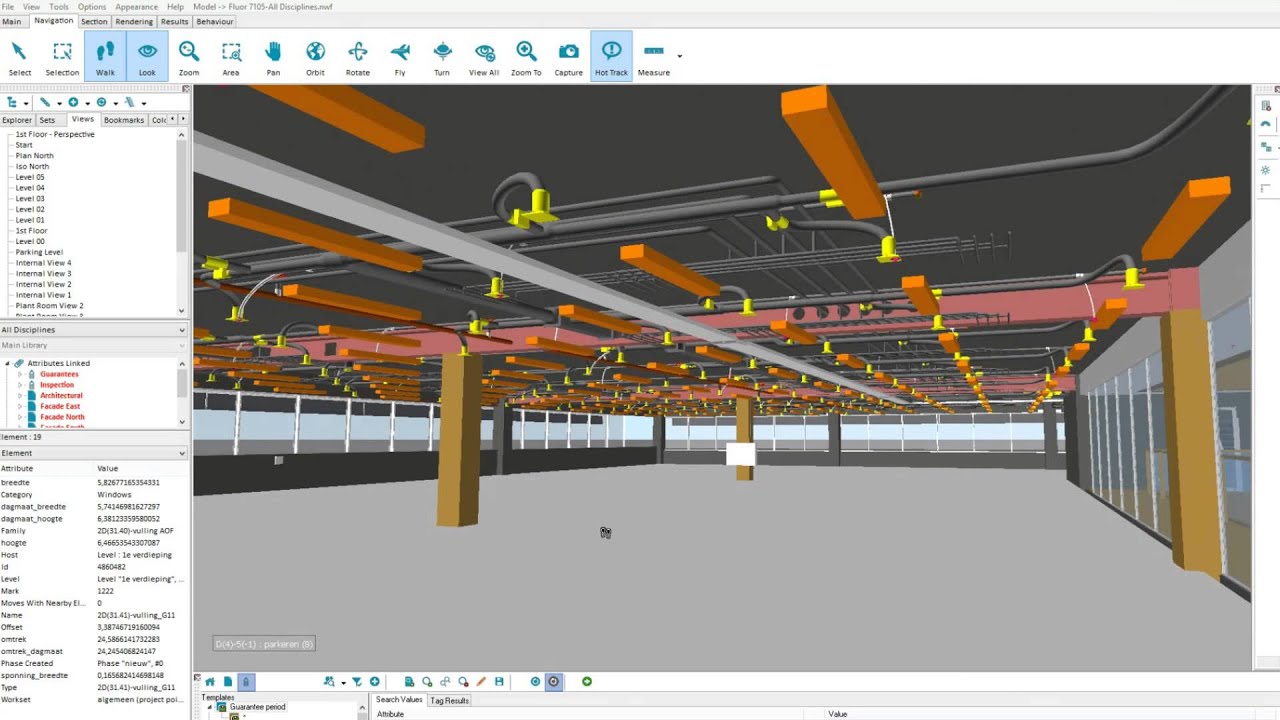 File View Tools Options Appearance Help Model -> Fluor 7105-All Disciplines.nwf
Main Navigation Section Rendering Results Behaviour
Select Selection Walk Look Zoom Area Pan Orbit Rotate Fly Turn View All Zoom To Capture Hot Track Measure
Explorer Sets Views Bookmarks
1st Floor - Perspective
Start
Plan North
Iso North
Level 05
Level 04
Level 03
Level 02
Level 01
1st Floor
Level 00
Parking Level
Internal View 4
Internal View 3
Internal View 2
Internal View 1
Plant Room View 2
All Disciplines
Main Library
Attributes Linked
Guarantees
Inspection
Architectural
Facade East
Facade North
Element : 19
Element
Attribute Value
breedte 5,82677165354331
Category Windows
dagmaat_breedte 5,74146981627297
dagmaat_hoogte 6,38123359580052
Family 2D(31.40)-vulling AOF
hoogte 6,46653543307087
Host Level : 1e verdieping
Id 4860482
Level Level "1e verdieping", ...
Mark 1222
Moves With Nearby El... 0
Name 2D(31.41)-vulling_G11
Offset 3,38746719160094
omtrek 24,5866141732283
omtrek_dagmaat 24,245406824147
Phase Created Phase "nieuw", #0
sponning_breedte 0,165682414698148
Type 2D(31.41)-vulling_G11
Workset algemeen (project poi...
D(4)-5(-1) : parkeren (9)
Templates
Guarantee period
Search Values Tag Results
Attribute Value